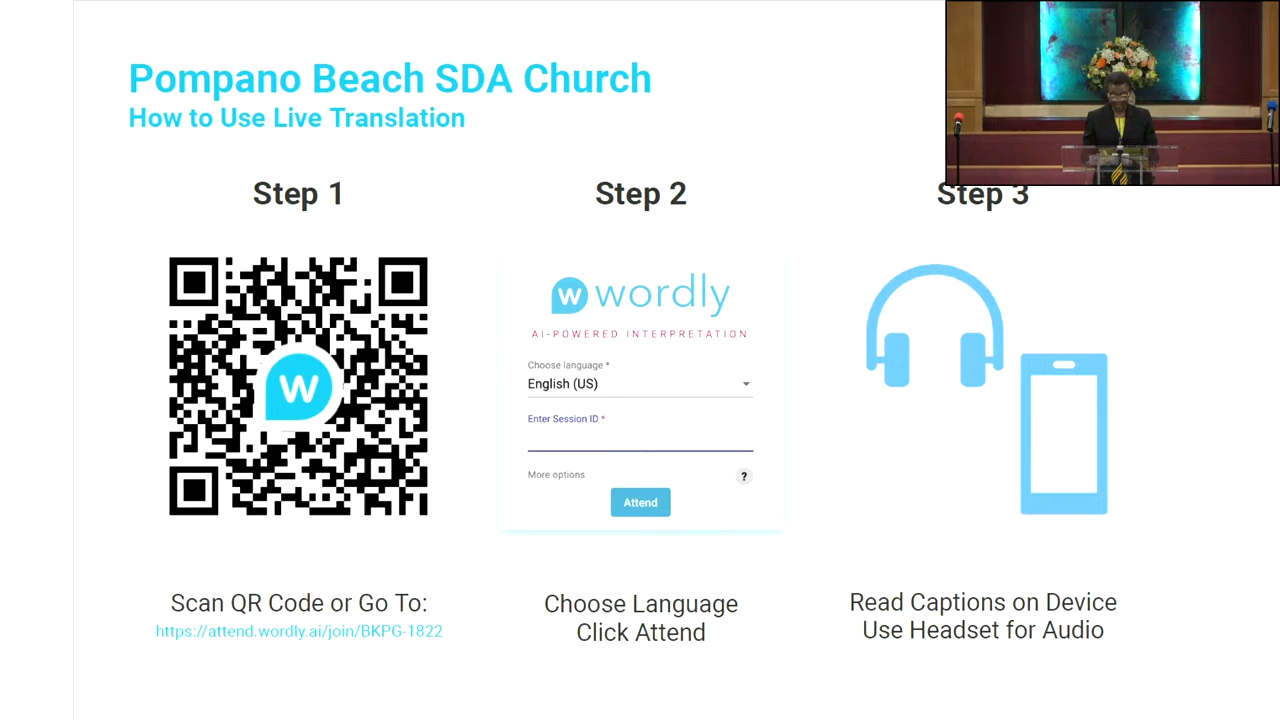 Pompano Beach SDA Church
How to Use Live Translation
Step 1
Step 2
Step 3
W
w wordly
AI-POWERED INTERPRETATION
Choose language *
English (US)
Enter Session ID *
More options
?
Attend
Scan QR Code or Go To:
https://attend.wordly.ai/join/BKPG-1822
Choose Language
Click Attend
Read Captions on Device
Use Headset for Audio